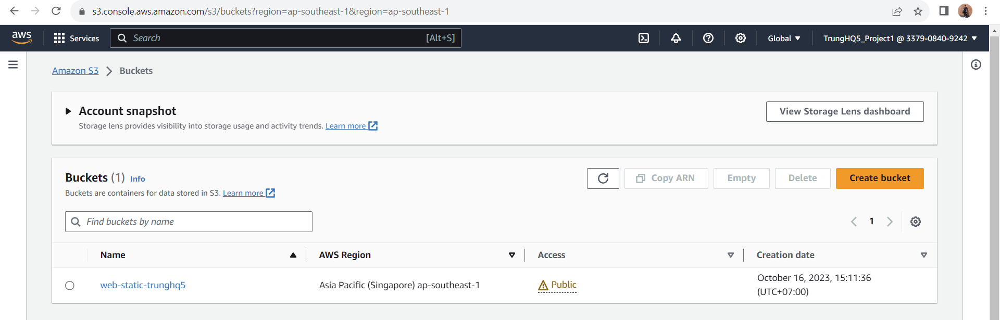 s3.console.aws.amazon.com/s3/buckets?region=ap-southeast-1&region=ap-southeast-1
aws Services Search [Alt+S] Global TrungHQ5_Project1 @ 3379-0840-9242
Amazon S3 Buckets
Account snapshot
View Storage Lens dashboard
Storage lens provides visibility into storage usage and activity trends. Learn more
Buckets (1) Info
Copy ARN Empty Delete Create bucket
Buckets are containers for data stored in S3. Learn more
Find buckets by name
1
Name AWS Region Access Creation date
web-static-trunghq5 Asia Pacific (Singapore) ap-southeast-1 Public October 16, 2023, 15:11:36
(UTC+07:00)